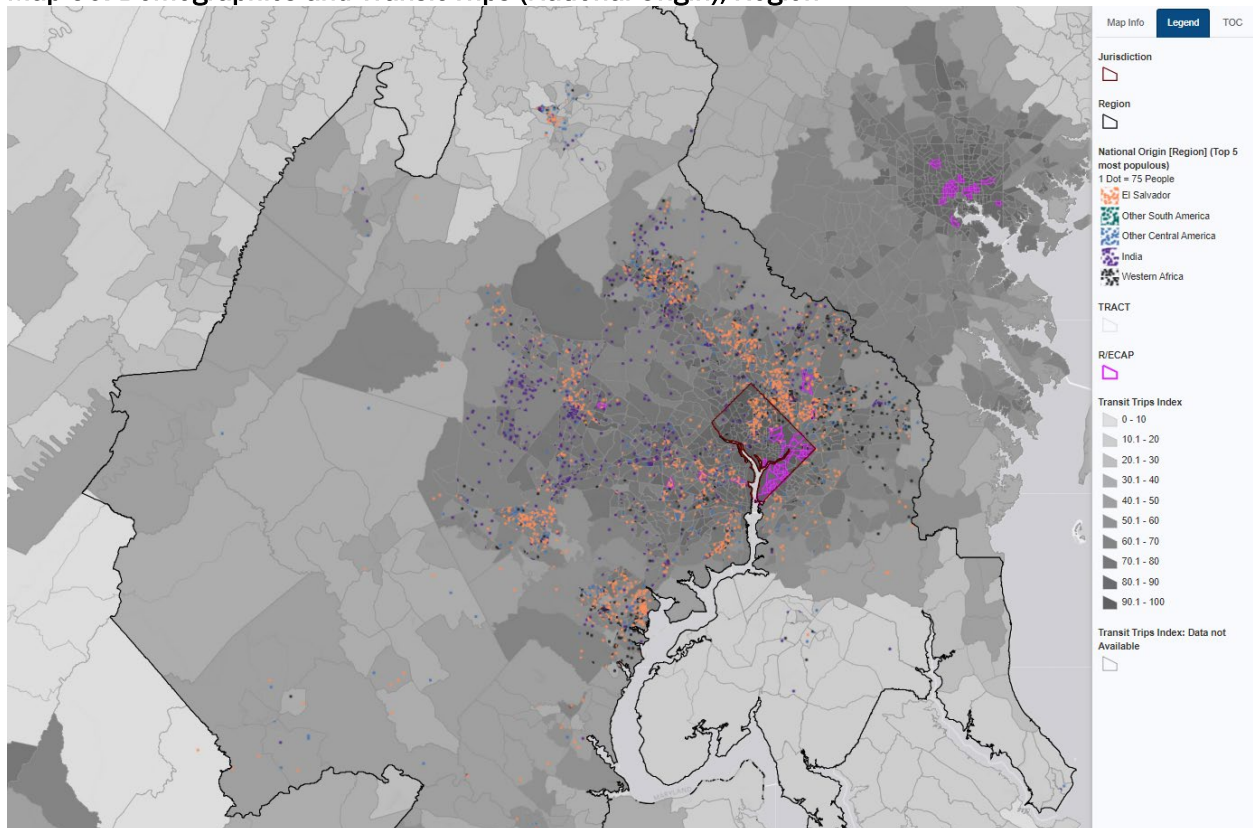 Map Info Legend TOC
Jurisdiction
Region
National Origin [Region] (Top 5
most populous)
1 Dot = 75 People
El Salvador
Other South America
Other Central America
India
Western Africa
TRACT
R/ECAP
Transit Trips Index
0 - 10
10.1 - 20
20.1 - 30
30.1 - 40
40.1 - 50
50.1 - 60
60.1 - 70
70.1 - 80
80.1 - 90
90.1 - 100
Transit Trips Index: Data not
Available
MARYLAND